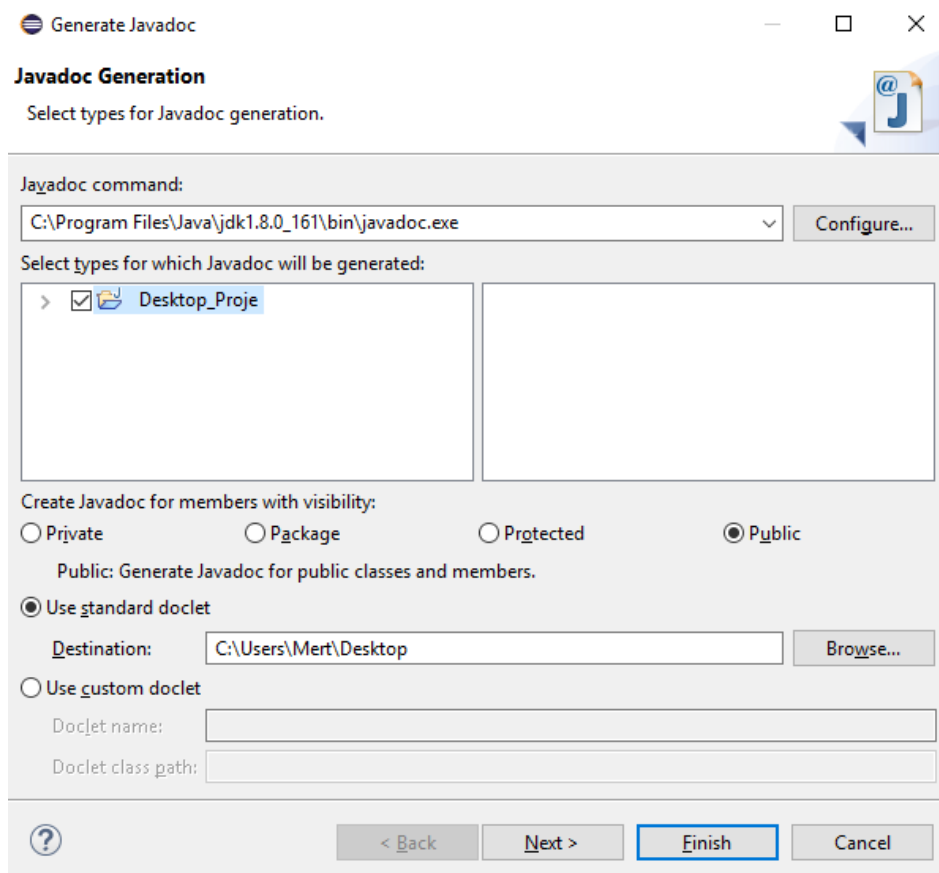 Generate Javadoc
Javadoc Generation
Select types for Javadoc generation.
Javadoc command:
C:\Program Files\Java\jdk1.8.0_161\bin\javadoc.exe
Configure...
Select types for which Javadoc will be generated:
Desktop_Proje
Create Javadoc for members with visibility:
Private Package Protected Public
Public: Generate Javadoc for public classes and members.
Use standard doclet
Destination: C:\Users\Mert\Desktop Browse...
Use custom doclet
Doclet name:
Doclet class path:
< Back Next > Finish Cancel